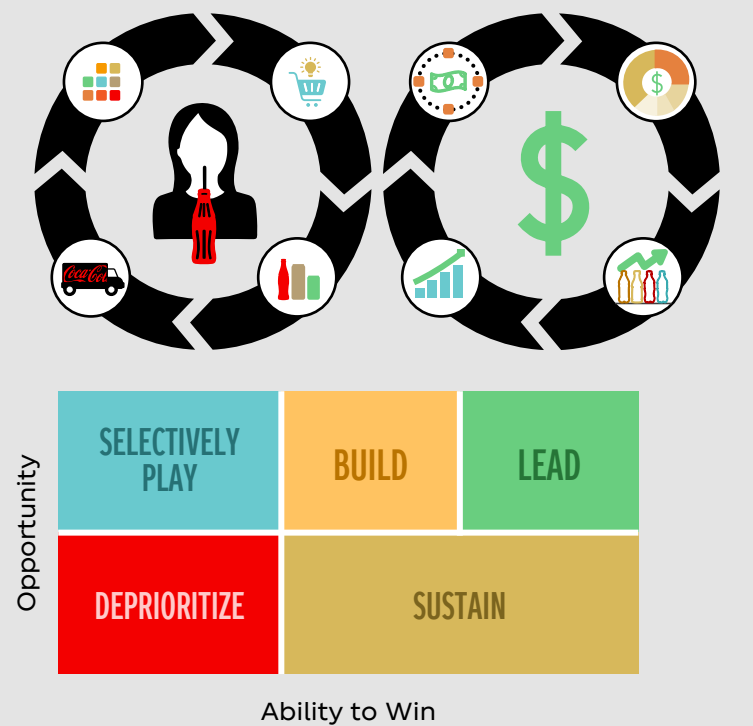 $
$
Coca Cola
SELECTIVELY
PLAY
BUILD
LEAD
Opportunity
DEPRIORITIZE
SUSTAIN
Ability to Win